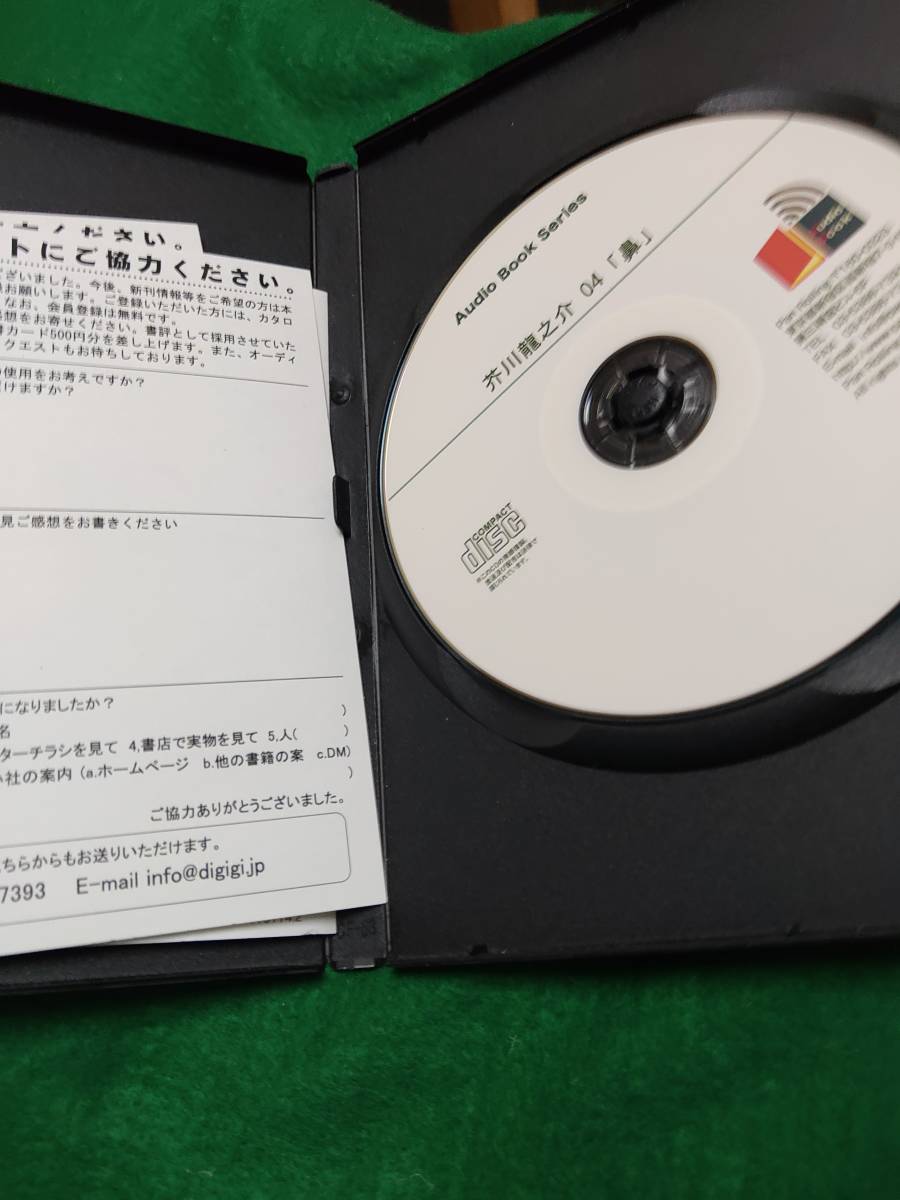 ください。
トにご協力ください。
ざいました。今後、新刊情報等をご希望の方は本
お願いします。ご登録いただいた方には、カタロ
なお、会員登録は無料です。
想をお寄せください。書評として採用させていた
カード500円分を差し上げます。また、オーディ
クエストもお待ちしております。
使用をお考えですか?
けますか?
見ご感想をお書きください
になりましたか?
名 )
ターチラシを見て 4,書店で実物を見て 5,人( )
社の案内 (a.ホームページ b.他の書籍の案 c.DM)
)
ご協力ありがとうございました。
ちらからもお送りいただけます。
7393 E-mail info@digigi.jp
Audio Book Series
芥川龍之介 04「鼻」
COMPACT
disc